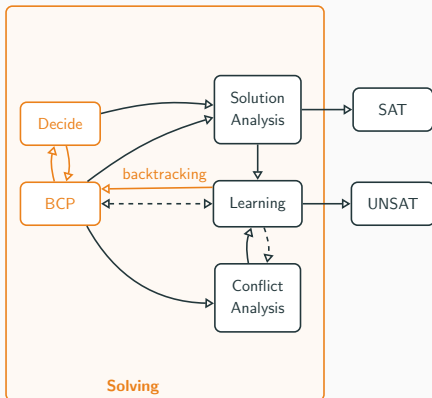 Solution
Analysis
SAT
Decide
backtracking
BCP
Learning
UNSAT
Conflict
Analysis
Solving